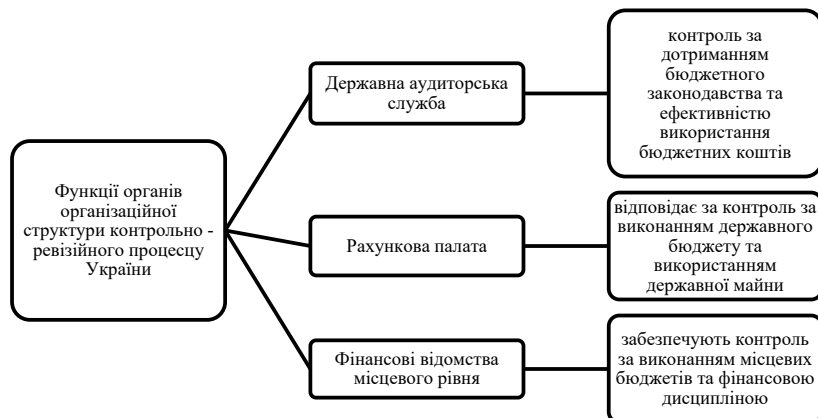 Функції органів
організаційної
структури контрольно -
ревізійного процесцу
України
Державна аудиторська
служба
контроль за
дотриманням
бюджетного
законодавства та
ефективністю
використання
бюджетних коштів
Рахункова палата
відповідає за контроль за
виконанням державного
бюджету та
використанням
державної майни
Фінансові відомства
місцевого рівня
забезпечують контроль
за виконанням місцевих
бюджетів та фінансовою
дисципліною